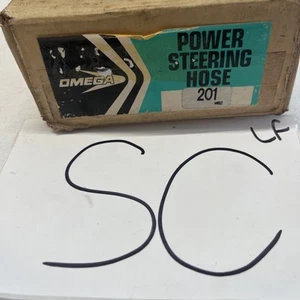 OMEGA
POWER
STEERING
HOSE
201
LF
SC